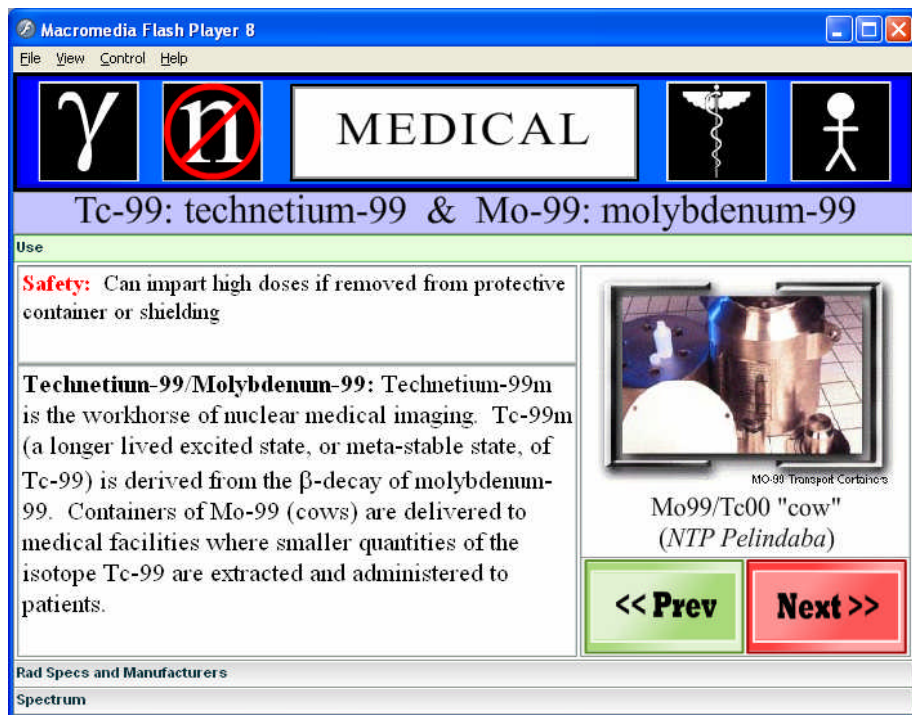 Macromedia Flash Player 8
File View Control Help
γ n MEDICAL
Tc-99: technetium-99 & Mo-99: molybdenum-99
Use
Safety: Can impart high doses if removed from protective
container or shielding
Technetium-99/Molybdenum-99: Technetium-99m
is the workhorse of nuclear medical imaging. Tc-99m
(a longer lived excited state, or meta-stable state, of
Tc-99) is derived from the β-decay of molybdenum-
99. Containers of Mo-99 (cows) are delivered to
medical facilities where smaller quantities of the
isotope Tc-99 are extracted and administered to
patients.
MO-99 Transport Containers
Mo99/Tc00 "cow"
(NTP Pelindaba)
<< Prev Next >>
Rad Specs and Manufacturers
Spectrum